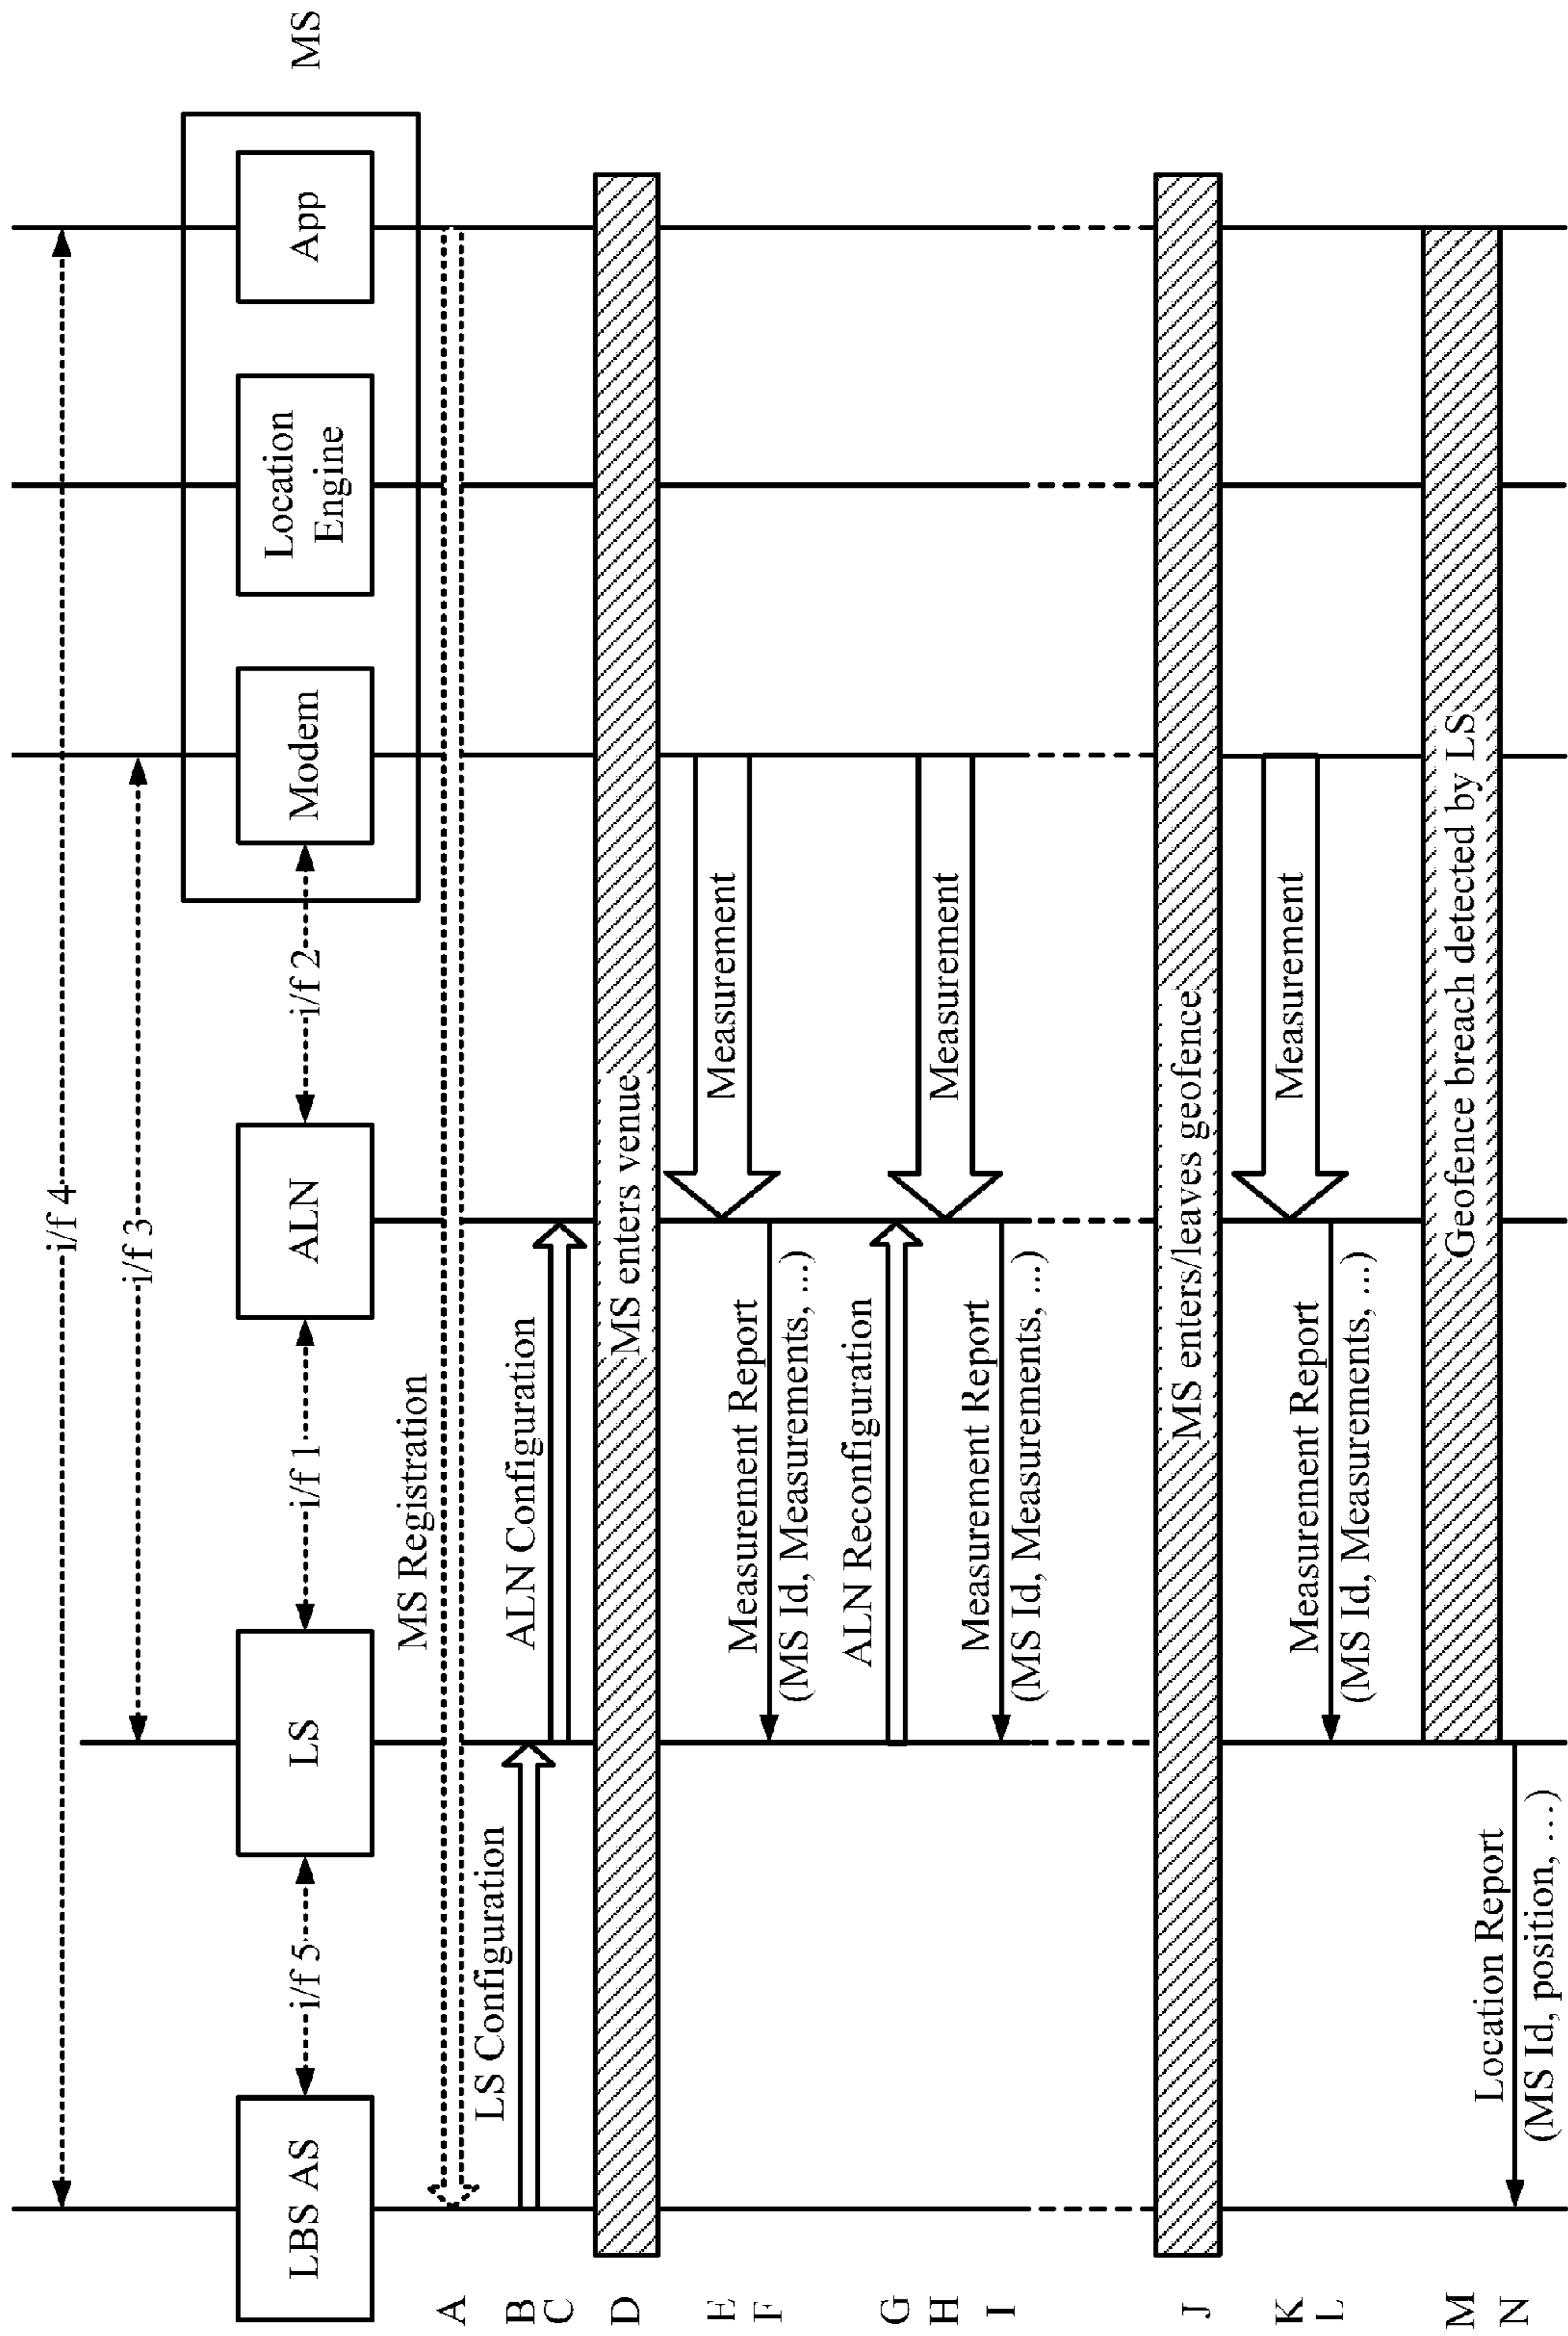 i/f 4
i/f 3
LBS AS
i/f 5
LS
i/f 1
ALN
i/f 2
Modem
Location
Engine
App
MS
A
MS Registration
B
LS Configuration
C
ALN Configuration
D
MS enters venue
E
Measurement
F
Measurement Report
(MS Id, Measurements, ...)
G
ALN Reconfiguration
H
Measurement
I
Measurement Report
(MS Id, Measurements, ...)
J
MS enters/leaves geofence
K
Measurement
L
Measurement Report
(MS Id, Measurements, ...)
M
Geofence breach detected by LS
N
Location Report
(MS Id, position, ...)